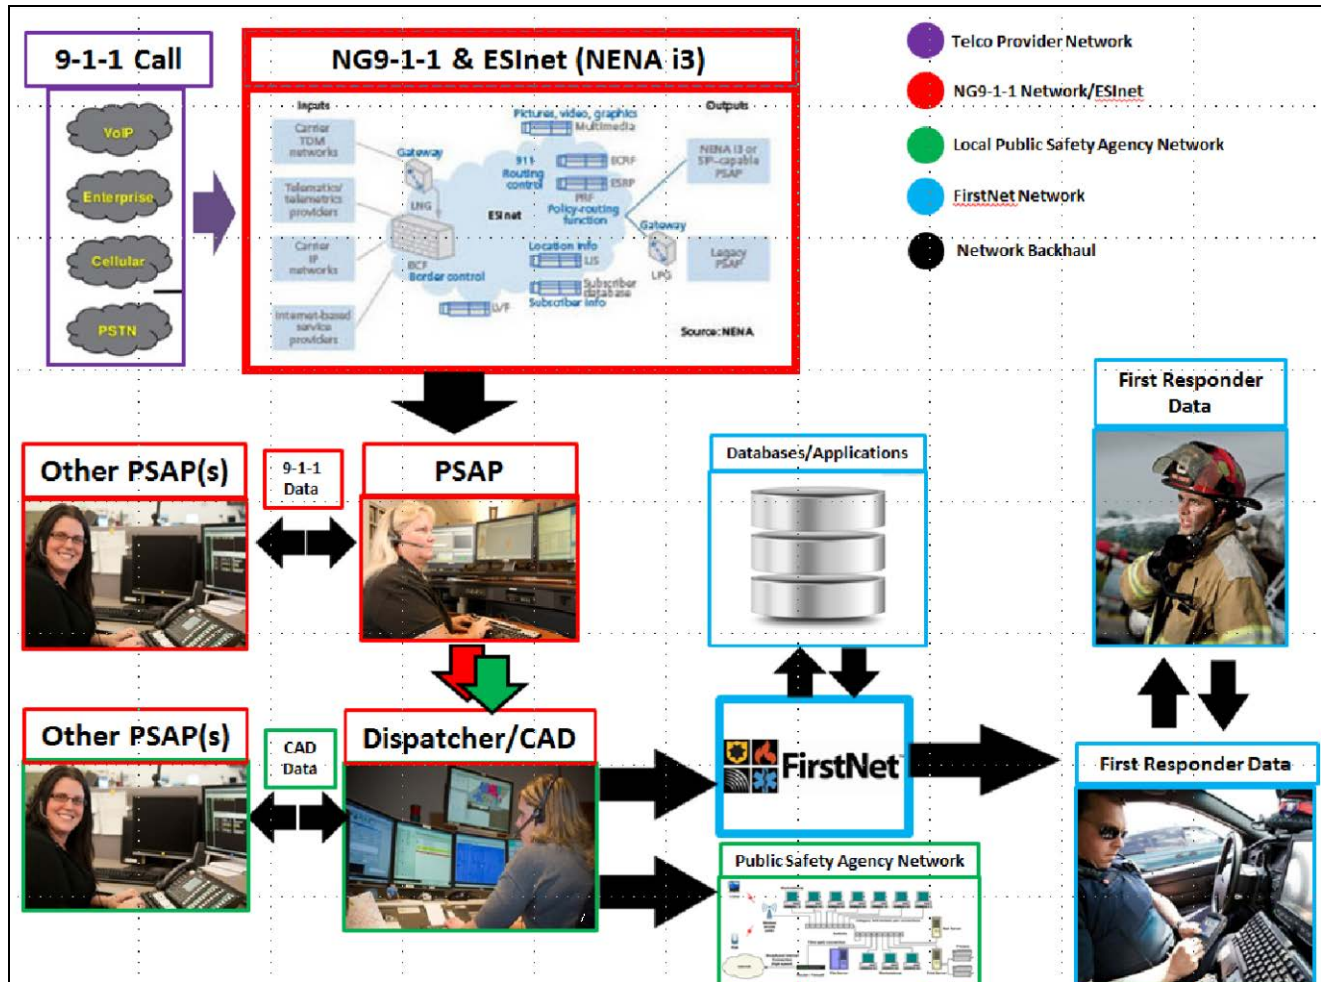 9-1-1 Call
VoIP
Enterprise
Cellular
PSTN
NG9-1-1 & ESInet (NENA i3)
Inputs
Carrier
TDM
networks
Telematics/
telemetrics
providers
Carrier
IP
networks
Internet-based
service
providers
Gateway
LNG
BCF
Border control
ESInet
Pictures, video, graphics
Multimedia
911
Routing
control
ECRF
ESRP
PRF
Policy-routing
function
Location info
LIS
Subscriber
database
Subscriber info
LVF
Gateway
LPG
Outputs
NENA i3 or
SIP-capable
PSAP
Legacy
PSAP
Source: NENA
Telco Provider Network
NG9-1-1 Network/ESInet
Local Public Safety Agency Network
FirstNet Network
Network Backhaul
Other PSAP(s)
9-1-1
Data
PSAP
Databases/Applications
First Responder
Data
Other PSAP(s)
CAD
Data
Dispatcher/CAD
FirstNet™
First Responder Data
Public Safety Agency Network